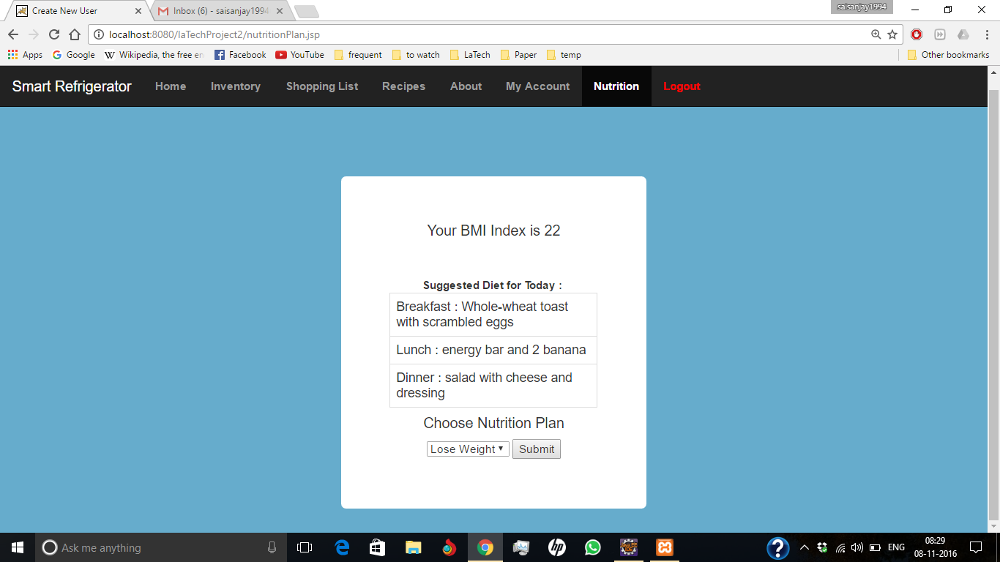 saisanjay1994
Create New User
Inbox (6) - saisanjay1994
localhost:8080/laTechProject2/nutritionPlan.jsp
Apps Google Wikipedia, the free en Facebook YouTube frequent to watch LaTech Paper temp Other bookmarks
Smart Refrigerator Home Inventory Shopping List Recipes About My Account Nutrition Logout
Your BMI Index is 22
Suggested Diet for Today :
Breakfast : Whole-wheat toast
with scrambled eggs
Lunch : energy bar and 2 banana
Dinner : salad with cheese and
dressing
Choose Nutrition Plan
Lose Weight Submit
Ask me anything
ENG
08:29
08-11-2016